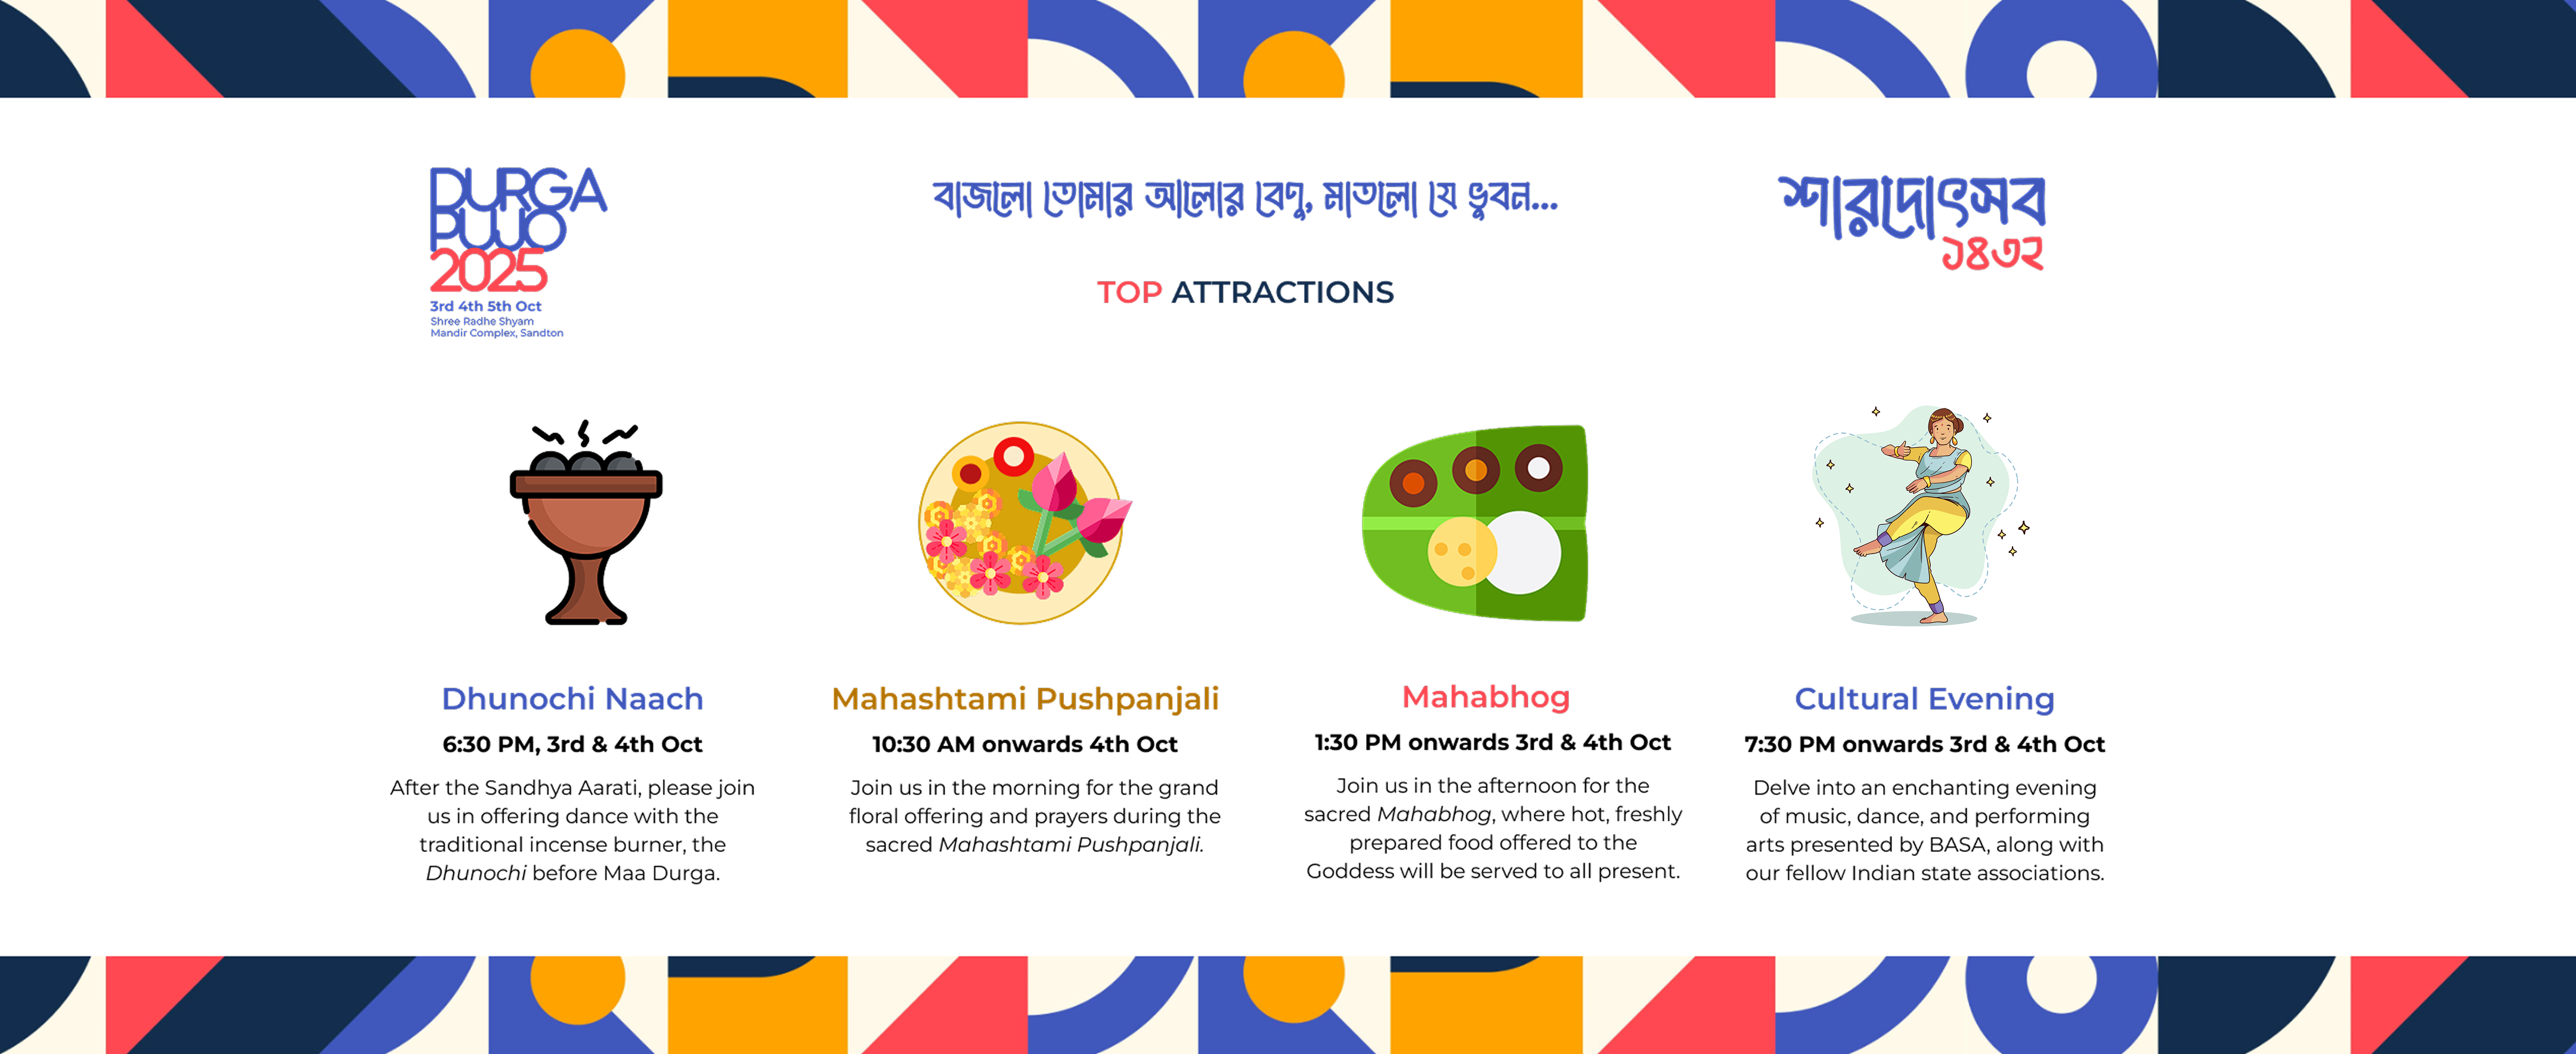 DURGA
PUJO
2025
3rd 4th 5th Oct
Shree Radhe Shyam
Mandir Complex, Sandton
বাজলো তোমার আলোর বেণু, মাতলো যে ভুবন...
TOP ATTRACTIONS
শারদোৎসব
১৪৩২
Dhunochi Naach
6:30 PM, 3rd & 4th Oct
After the Sandhya Aarati, please join
us in offering dance with the
traditional incense burner, the
Dhunochi before Maa Durga.
Mahashtami Pushpanjali
10:30 AM onwards 4th Oct
Join us in the morning for the grand
floral offering and prayers during the
sacred Mahashtami Pushpanjali.
Mahabhog
1:30 PM onwards 3rd & 4th Oct
Join us in the afternoon for the
sacred Mahabhog, where hot, freshly
prepared food offered to the
Goddess will be served to all present.
Cultural Evening
7:30 PM onwards 3rd & 4th Oct
Delve into an enchanting evening
of music, dance, and performing
arts presented by BASA, along with
our fellow Indian state associations.